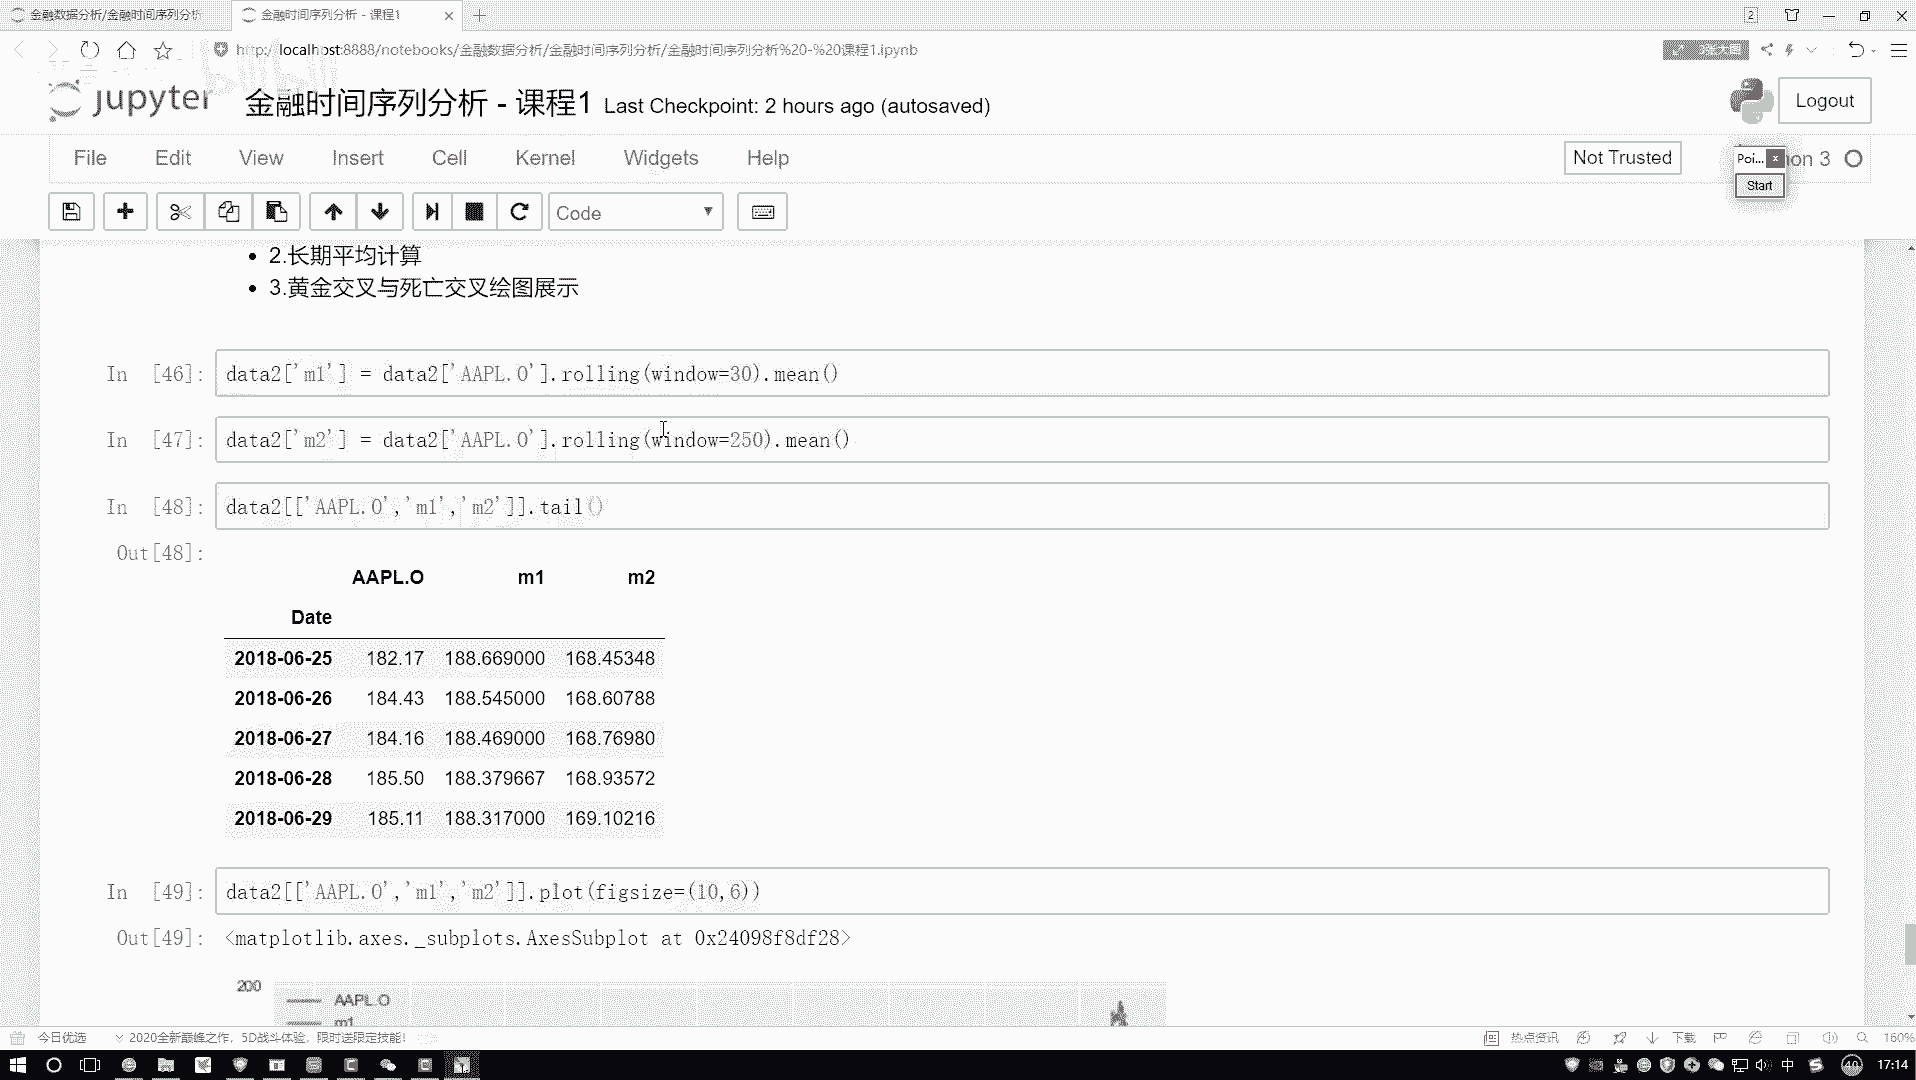 金融数据分析/金融时间序列分析
金融时间序列分析 - 课程1
2
http://localhost:8888/notebooks/金融数据分析/金融时间序列分析/金融时间序列分析%20-%20课程1.ipynb
jupyter
金融时间序列分析 - 课程1 Last Checkpoint: 2 hours ago (autosaved)
Logout
File Edit View Insert Cell Kernel Widgets Help
Not Trusted
Poi...
Start
Code
• 2.长期平均计算
• 3.黄金交叉与死亡交叉绘图展示
In [46]: data2['m1'] = data2['AAPL.O'].rolling(window=30).mean()
In [47]: data2['m2'] = data2['AAPL.O'].rolling(window=250).mean()
In [48]: data2[['AAPL.O','m1','m2']].tail()
Out[48]:
AAPL.O m1 m2
Date
2018-06-25 182.17 188.669000 168.45348
2018-06-26 184.43 188.545000 168.60788
2018-06-27 184.16 188.469000 168.76980
2018-06-28 185.50 188.379667 168.93572
2018-06-29 185.11 188.317000 169.10216
In [49]: data2[['AAPL.O','m1','m2']].plot(figsize=(10,6))
Out[49]: <matplotlib.axes._subplots.AxesSubplot at 0x24098f8df28>
200
AAPL.O
m1
今日优选
2020全新巅峰之作，5D战斗体验，限时送限定技能！
热点资讯
下载
160%
中
17:14